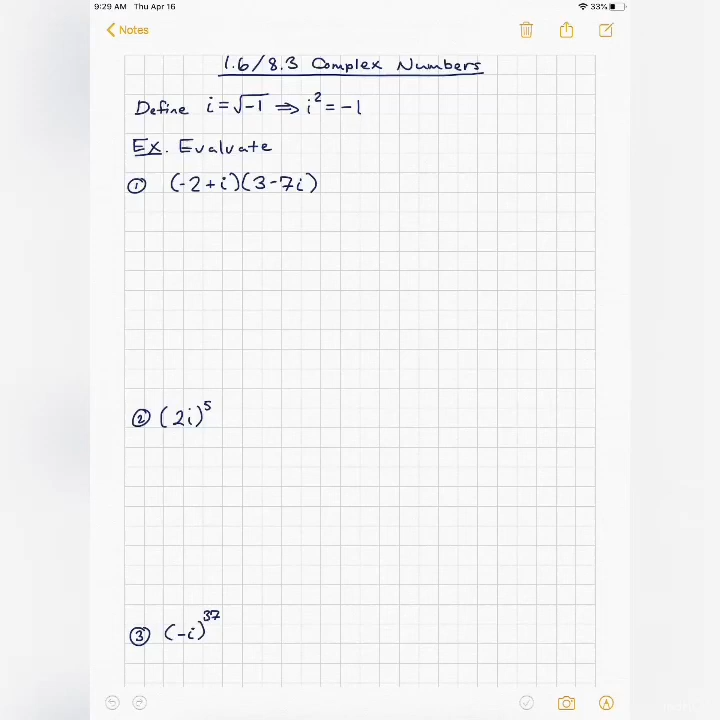 9:29 AM Thu Apr 16
33%
Notes
1.6/8.3 Complex Numbers
Define i = √-1 ⟹ i² = -1
Ex. Evaluate
① (-2+i)(3-7i)
② (2i)⁵
③ (-i)³⁷